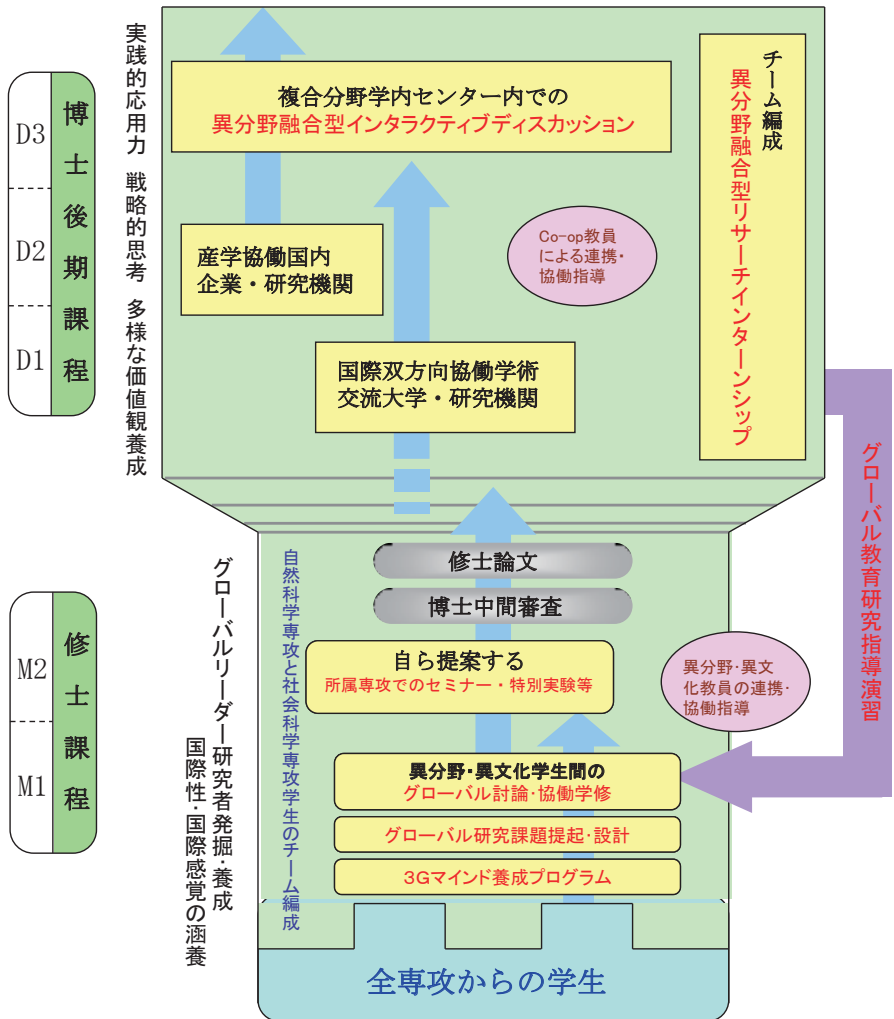 実践的応用力 戦略的思考 多様な価値観養成
博士後期課程
D3
D2
D1
複合分野学内センター内での
異分野融合型インタラクティブディスカッション
チーム編成
異分野融合型リサーチインターンシップ
産学協働国内
企業・研究機関
Co-op教員
による連携・
協働指導
国際双方向協働学術
交流大学・研究機関
グローバル教育研究指導演習
修士課程
M2
M1
グローバルリーダー研究者発掘・養成
国際性・国際感覚の涵養
自然科学専攻と社会科学専攻学生のチーム編成
修士論文
博士中間審査
自ら提案する
所属専攻でのセミナー・特別実験等
異分野・異文
化教員の連携・
協働指導
異分野・異文化学生間の
グローバル討論・協働学修
グローバル研究課題提起・設計
3Gマインド養成プログラム
全専攻からの学生